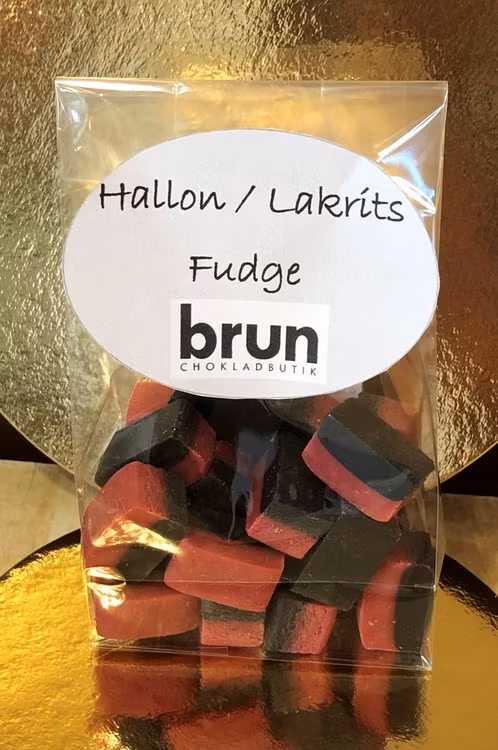 Hallon / Lakrits
Fudge
brun
CHOKLADBUTIK